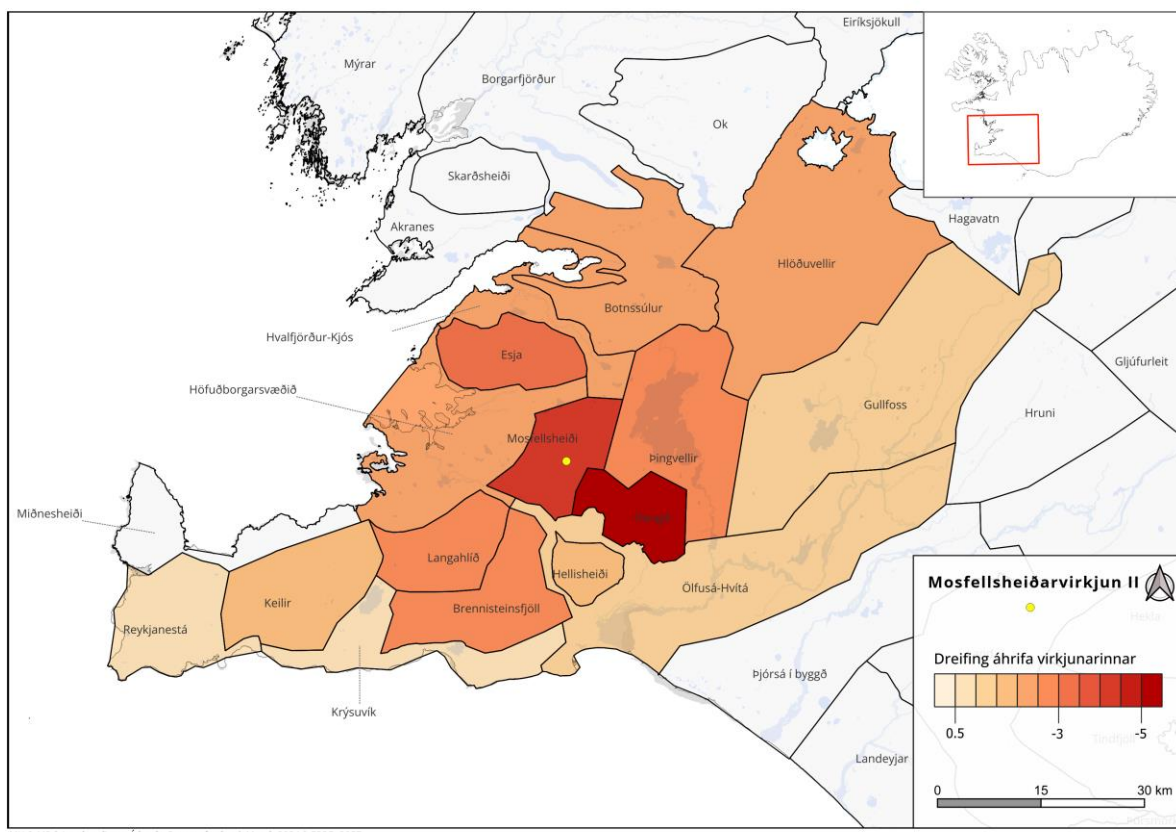 Eiríksjökull
Mýrar
Borgarfjörður
Ok
Skarðsheiði
Hagavatn
Akranes
Hlöðuvellir
Botnssúlur
Hvalfjörður-Kjós
Esja
Gljúfurleit
Höfuðborgarsvæðið
Gullfoss
Hruni
Mosfellsheiði
Þingvellir
Miðnesheiði
Langahlíð
Hellisheiði
Ölfusá-Hvítá
Keilir
Brennisteinsfjöll
Reykjanestá
Þjórsá í byggð
Krýsuvík
Landeyjar
Mosfellsheiðarvirkjun II
Dreifing áhrifa virkjunarinnar
0.5 -3 -5
Tindfjöll
0 15 30 km